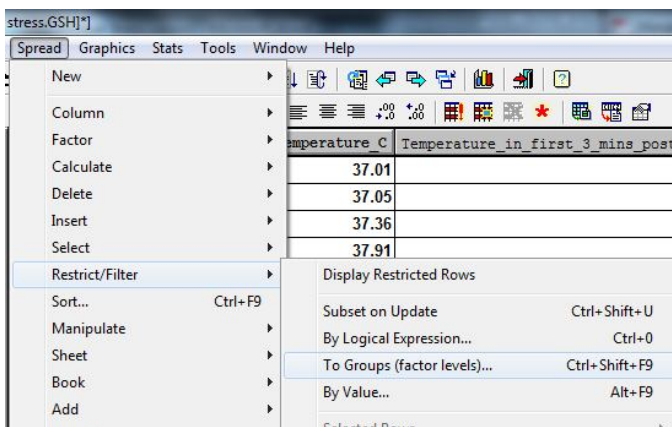 stress.GSH]*]
Spread Graphics Stats Tools Window Help
New
Column
Factor
Calculate
Delete
Insert
Select
Restrict/Filter
Sort... Ctrl+F9
Manipulate
Sheet
Book
Add
emperature_C Temperature_in_first_3_mins_post
37.01
37.05
37.36
37.91
Display Restricted Rows
Subset on Update Ctrl+Shift+U
By Logical Expression... Ctrl+0
To Groups (factor levels)... Ctrl+Shift+F9
By Value... Alt+F9
Selected Rows